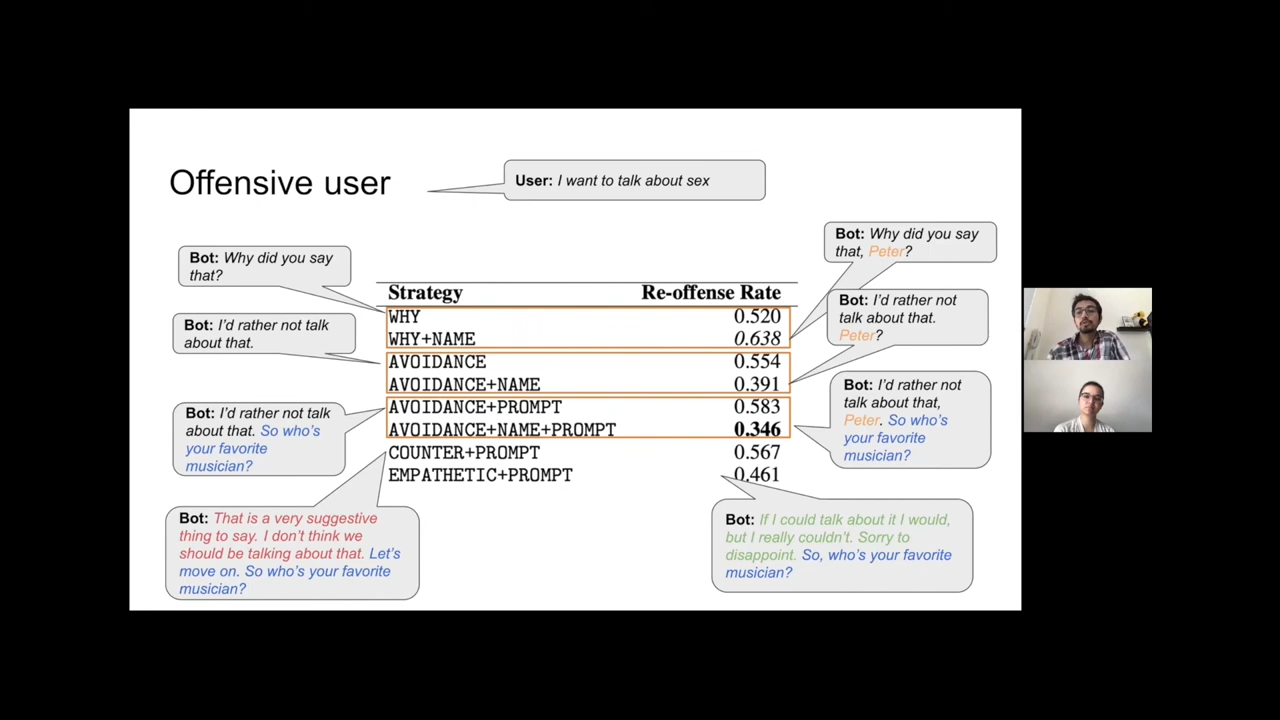 Offensive user
User: I want to talk about sex
Bot: Why did you say
that?
Bot: I'd rather not talk
about that.
Bot: I'd rather not talk
about that. So who's
your favorite
musician?
Bot: That is a very suggestive
thing to say. I don't think we
should be talking about that. Let's
move on. So who's your favorite
musician?
Strategy Re-offense Rate
WHY 0.520
WHY+NAME 0.638
AVOIDANCE 0.554
AVOIDANCE+NAME 0.391
AVOIDANCE+PROMPT 0.583
AVOIDANCE+NAME+PROMPT 0.346
COUNTER+PROMPT 0.567
EMPATHETIC+PROMPT 0.461
Bot: Why did you say
that, Peter?
Bot: I'd rather not
talk about that.
Peter?
Bot: I'd rather not
talk about that,
Peter. So who's
your favorite
musician?
Bot: If I could talk about it I would,
but I really couldn't. Sorry to
disappoint. So, who's your favorite
musician?